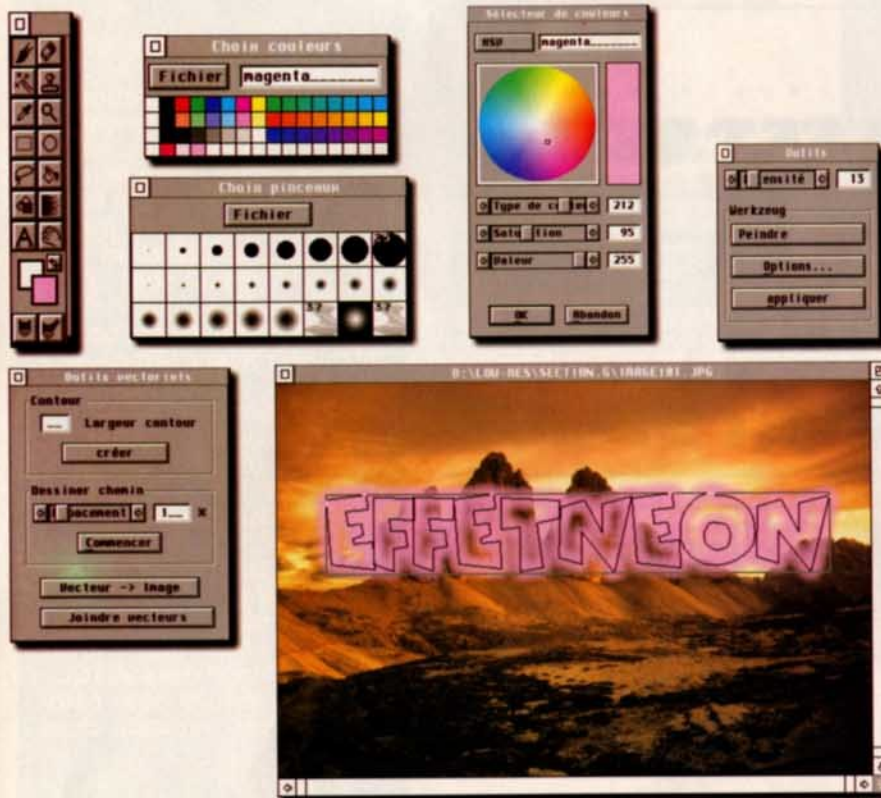 Choix couleurs
Fichier magenta
Choix pinceaux
Fichier
Sélecteur de couleurs
HSV magenta
Type de
212
95
Valeur 255
OK Abandon
Outils
13
Werkzeug
Peindre
Options...
appliquer
Outils vectoriels
Contour
Largeur contour
créer
Dessiner chemin
1
Commencer
Vecteur -> Image
Joindre vecteurs
EFFETNEON